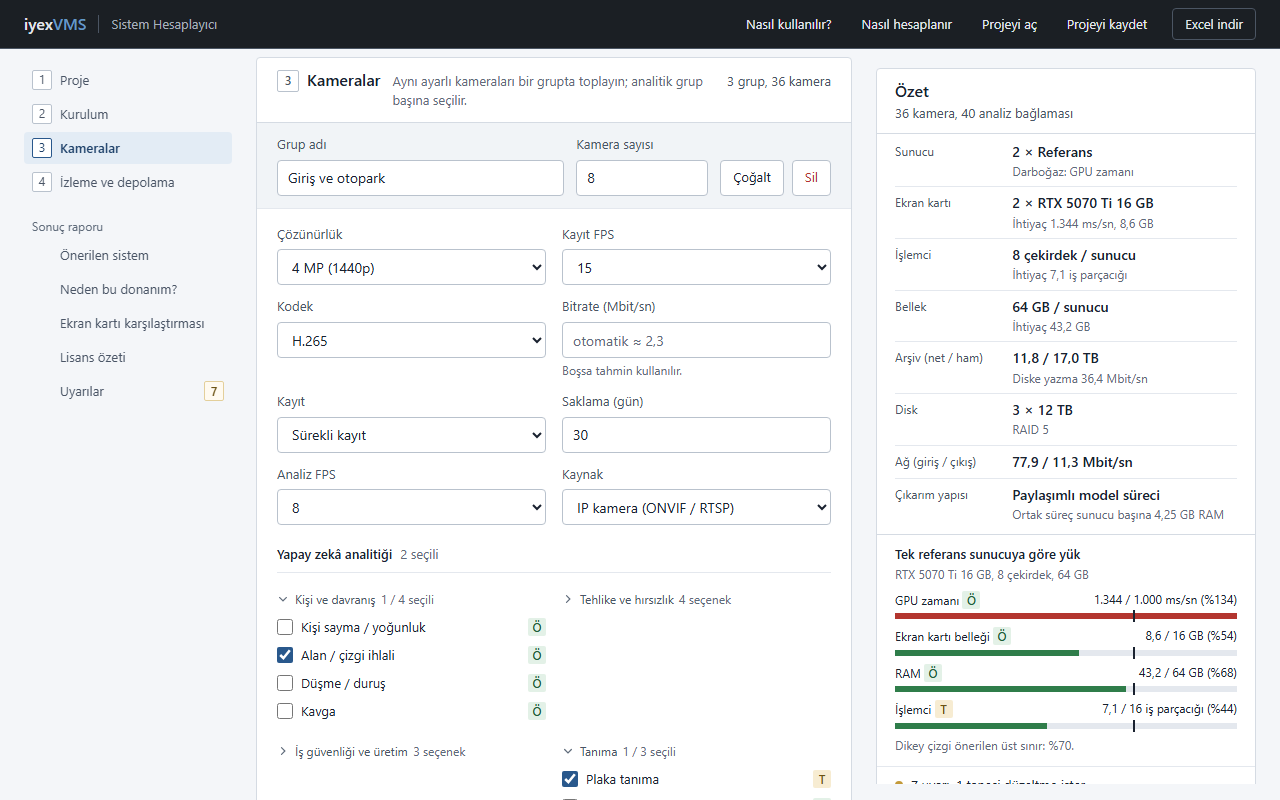 iyexVMS Sistem Hesaplayıcı Nasıl kullanılır? Nasıl hesaplanır Projeyi aç Projeyi kaydet Excel indir
1 Proje
2 Kurulum
3 Kameralar
4 İzleme ve depolama
Sonuç raporu
Önerilen sistem
Neden bu donanım?
Ekran kartı karşılaştırması
Lisans özeti
Uyarılar 7
3 Kameralar Aynı ayarlı kameraları bir grupta toplayın; analitik grup
başına seçilir.
3 grup, 36 kamera
Grup adı Kamera sayısı
Giriş ve otopark 8 Çoğalt Sil
Çözünürlük Kayıt FPS
4 MP (1440p) 15
Kodek Bitrate (Mbit/sn)
H.265 otomatik ≈ 2,3
Boşsa tahmin kullanılır.
Kayıt Saklama (gün)
Sürekli kayıt 30
Analiz FPS Kaynak
8 IP kamera (ONVIF / RTSP)
Yapay zekâ analitiği 2 seçili
Kişi ve davranış 1 / 4 seçili Tehlike ve hırsızlık 4 seçenek
Kişi sayma / yoğunluk Ö
Alan / çizgi ihlali Ö
Düşme / duruş Ö
Kavga Ö
İş güvenliği ve üretim 3 seçenek Tanıma 1 / 3 seçili
Plaka tanıma T
Özet
36 kamera, 40 analiz bağlaması
Sunucu 2 × Referans
Darboğaz: GPU zamanı
Ekran kartı 2 × RTX 5070 Ti 16 GB
İhtiyaç 1.344 ms/sn, 8,6 GB
İşlemci 8 çekirdek / sunucu
İhtiyaç 7,1 iş parçacığı
Bellek 64 GB / sunucu
İhtiyaç 43,2 GB
Arşiv (net / ham) 11,8 / 17,0 TB
Diske yazma 36,4 Mbit/sn
Disk 3 × 12 TB
RAID 5
Ağ (giriş / çıkış) 77,9 / 11,3 Mbit/sn
Çıkarım yapısı Paylaşımlı model süreci
Ortak süreç sunucu başına 4,25 GB RAM
Tek referans sunucuya göre yük
RTX 5070 Ti 16 GB, 8 çekirdek, 64 GB
GPU zamanı Ö 1.344 / 1.000 ms/sn (%134)
Ekran kartı belleği Ö 8,6 / 16 GB (%54)
RAM Ö 43,2 / 64 GB (%68)
İşlemci T 7,1 / 16 iş parçacığı (%44)
Dikey çizgi önerilen üst sınır: %70.